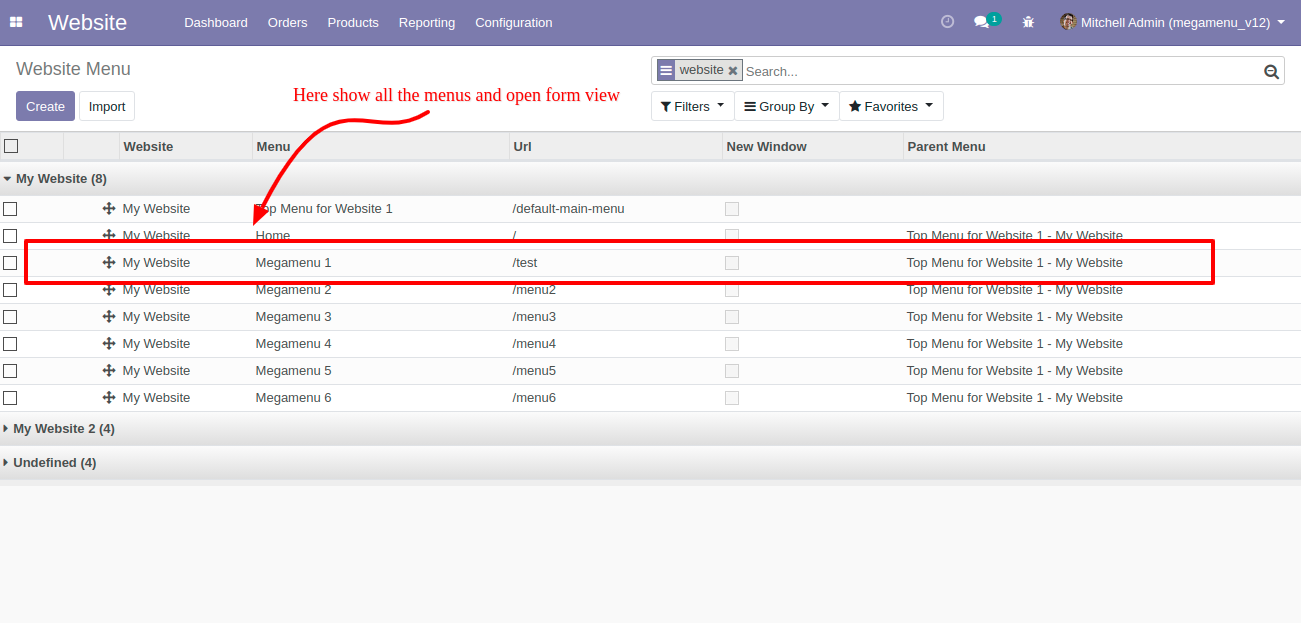 Website Dashboard Orders Products Reporting Configuration 1 Mitchell Admin (megamenu_v12)
Website Menu website Search...
Create Import Here show all the menus and open form view Filters Group By Favorites
Website Menu Url New Window Parent Menu
My Website (8)
My Website Top Menu for Website 1 /default-main-menu
My Website Home / Top Menu for Website 1 - My Website
My Website Megamenu 1 /test Top Menu for Website 1 - My Website
My Website Megamenu 2 /menu2 Top Menu for Website 1 - My Website
My Website Megamenu 3 /menu3 Top Menu for Website 1 - My Website
My Website Megamenu 4 /menu4 Top Menu for Website 1 - My Website
My Website Megamenu 5 /menu5 Top Menu for Website 1 - My Website
My Website Megamenu 6 /menu6 Top Menu for Website 1 - My Website
My Website 2 (4)
Undefined (4)